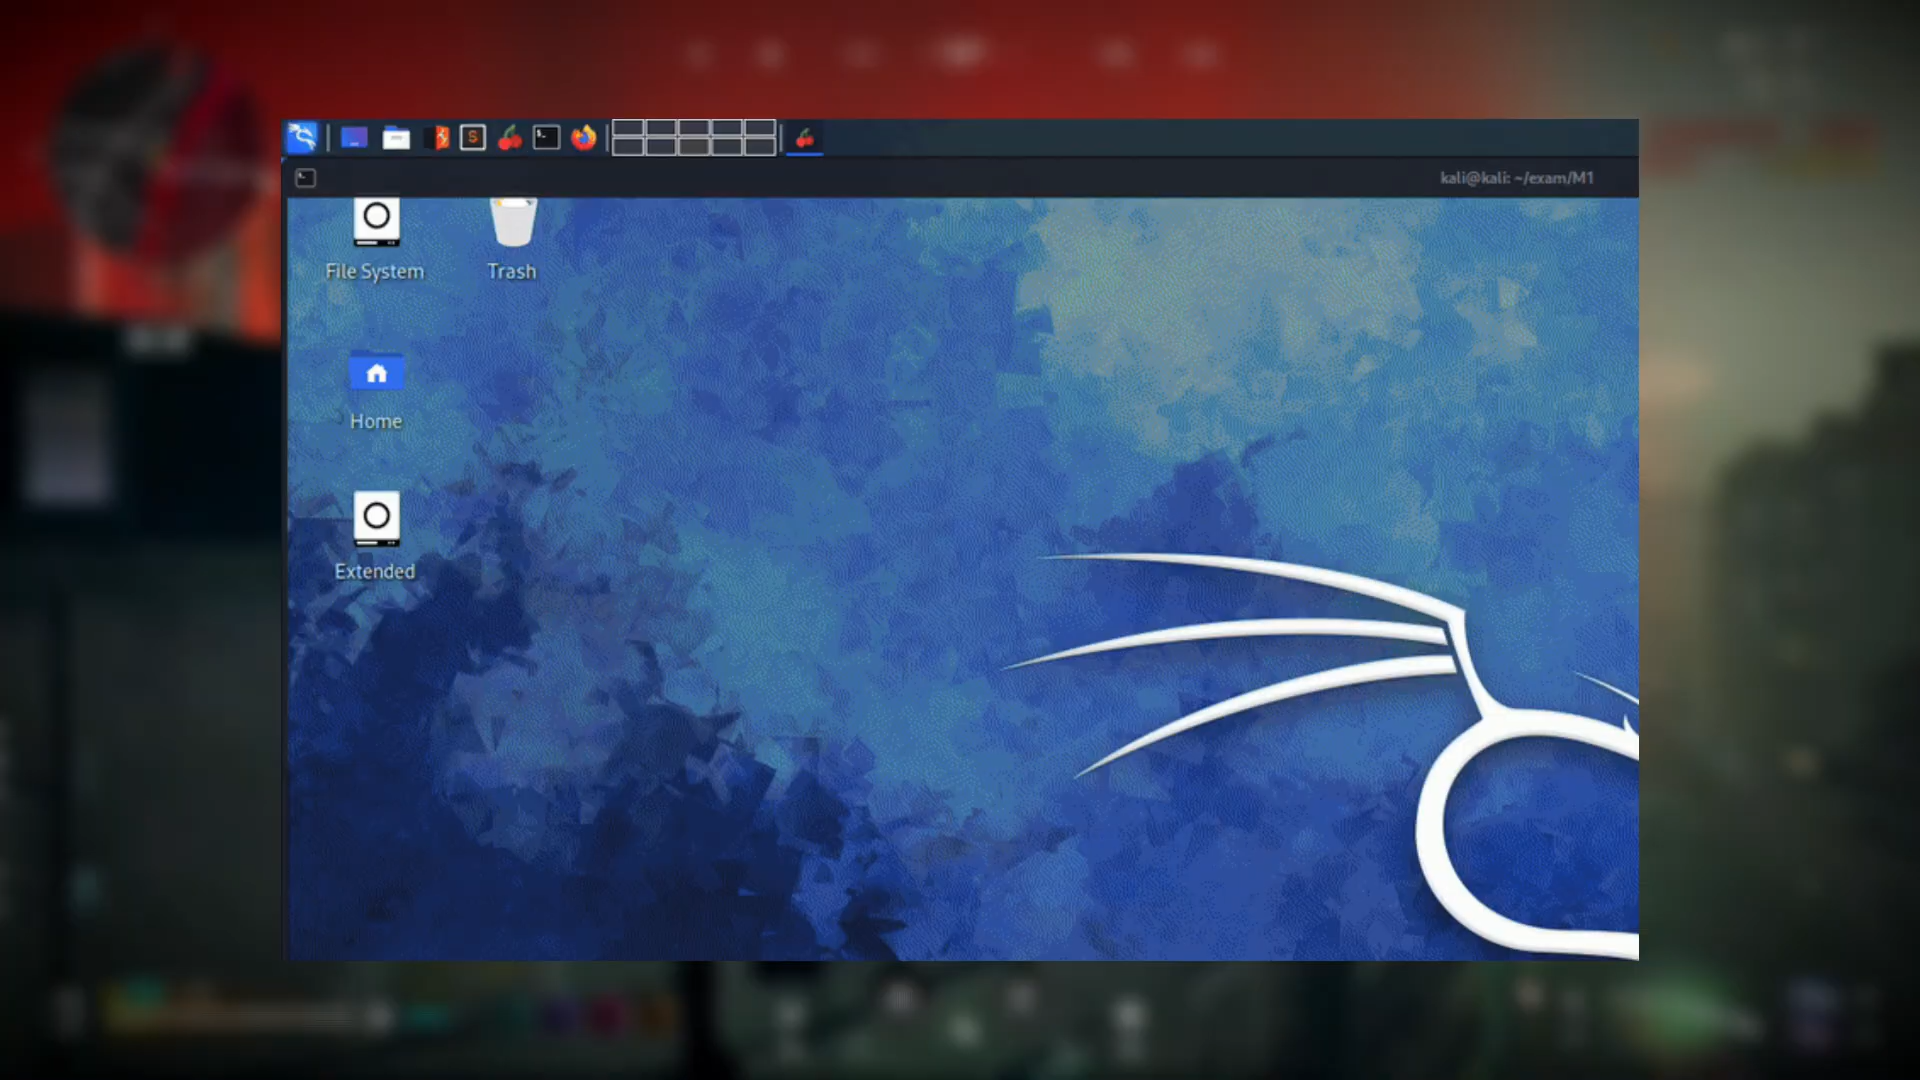 kali@kali: ~/exam/M1
File System
Trash
Home
Extended